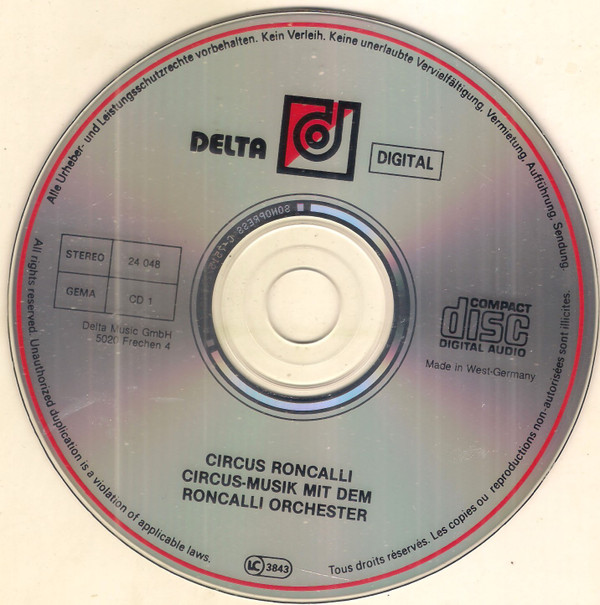 Alle Urheber- und Leistungsschutzrechte vorbehalten. Kein Verleih. Keine unerlaubte Vervielfältigung, Vermietung, Aufführung, Sendung.
DELTA
d
DIGITAL
SONOPRESS
STEREO 24 048
GEMA CD 1
Delta Music GmbH
5020 Frechen 4
COMPACT
disc
DIGITAL AUDIO
Made in West-Germany
CIRCUS RONCALLI
CIRCUS-MUSIK MIT DEM
RONCALLI ORCHESTER
LC 3843
All rights reserved. Unauthorized duplication is a violation of applicable laws.
Tous droits réservés. Les copies ou reproductions non-autorisées sont illicites.